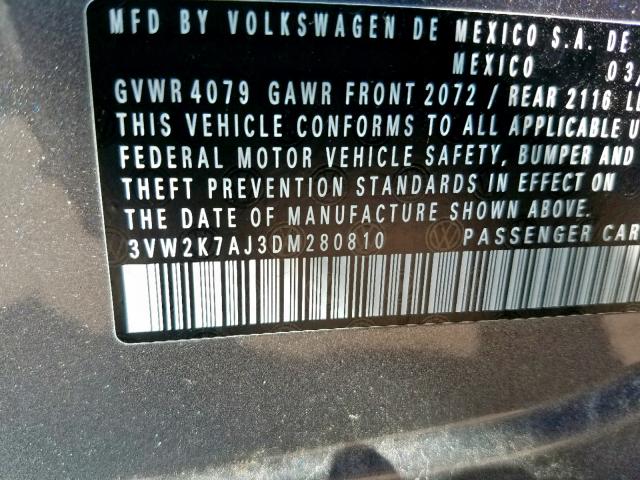 MFD BY VOLKSWAGEN DE MEXICO S.A. DE
MEXICO 03
GVWR 4079 GAWR FRONT 2072 / REAR 2116
THIS VEHICLE CONFORMS TO ALL APPLICABLE
FEDERAL MOTOR VEHICLE SAFETY, BUMPER AND
THEFT PREVENTION STANDARDS IN EFFECT ON
THE DATE OF MANUFACTURE SHOWN ABOVE.
3VW2K7AJ3DM280810 PASSENGER CAR